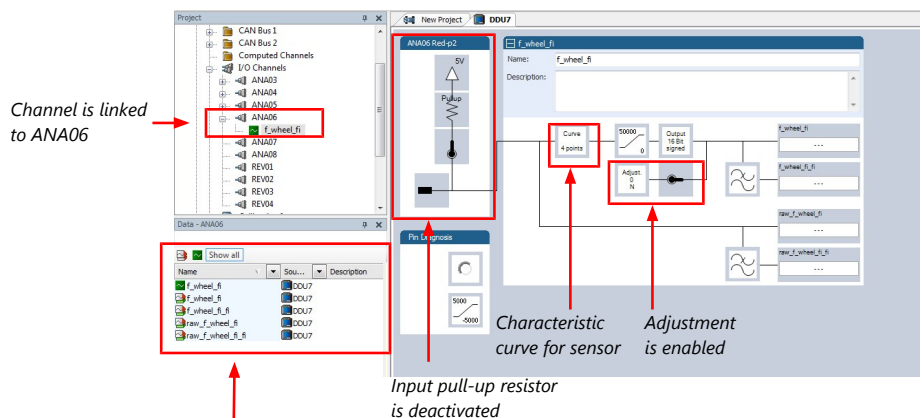 Project
New Project
DDU7
CAN Bus 1
CAN Bus 2
Computed Channels
I/O Channels
ANA03
ANA04
ANA05
ANA06
f_wheel_fi
ANA07
ANA08
REV01
REV02
REV03
REV04
Channel is linked
to ANA06
Data - ANA06
Show all
Name Sou... Description
f_wheel_fi DDU7
f_wheel_fi DDU7
f_wheel_fi_fi DDU7
raw_f_wheel_fi DDU7
raw_f_wheel_fi_fi DDU7
ANA06 Red-p2
5V
Pullup
Pin Diagnosis
5000
-5000
f_wheel_fi
Name: f_wheel_fi
Description:
Curve
4 points
50000
0
Output
16 Bit
signed
Adjust.
0
N
f_wheel_fi
---
f_wheel_fi_fi
---
raw_f_wheel_fi
---
raw_f_wheel_fi_fi
---
Characteristic
curve for sensor
Adjustment
is enabled
Input pull-up resistor
is deactivated